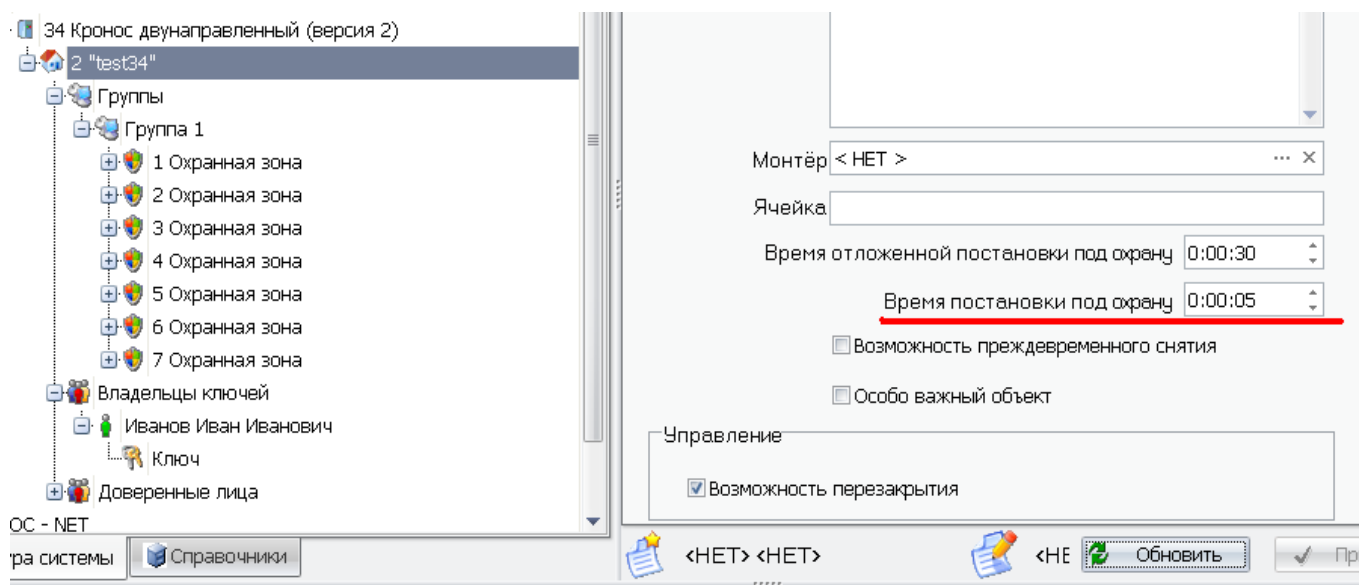 34 Кронос двунаправленный (версия 2)
2 "test34"
Группы
Группа 1
1 Охранная зона
2 Охранная зона
3 Охранная зона
4 Охранная зона
5 Охранная зона
6 Охранная зона
7 Охранная зона
Владельцы ключей
Иванов Иван Иванович
Ключ
Доверенные лица
ОС - NET
ура системы
Справочники
Монтёр < НЕТ >
Ячейка
Время отложенной постановки под охрану 0:00:30
Время постановки под охрану 0:00:05
Возможность преждевременного снятия
Особо важный объект
Управление
Возможность перезакрытия
<НЕТ> <НЕТ>
<НЕ
Обновить
Пр